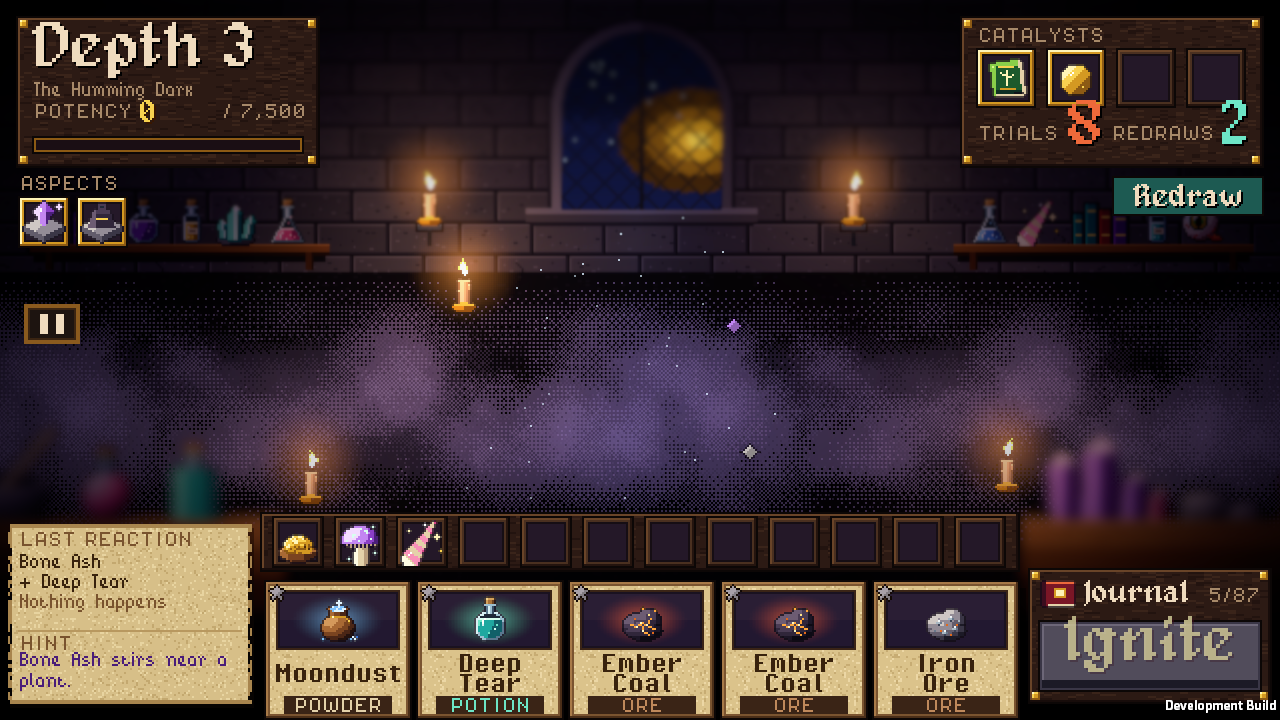 Depth 3
The Humming Dark
POTENCY 0 / 7,500
ASPECTS
CATALYSTS
TRIALS 8 REDRAWS 2
Redraw
LAST REACTION
Bone Ash
+ Deep Tear
Nothing happens
HINT
Bone Ash stirs near a
plant.
Moondust
POWDER
Deep
Tear
POTION
Ember
Coal
ORE
Ember
Coal
ORE
Iron
Ore
ORE
Journal 5/87
Ignite
Development Build